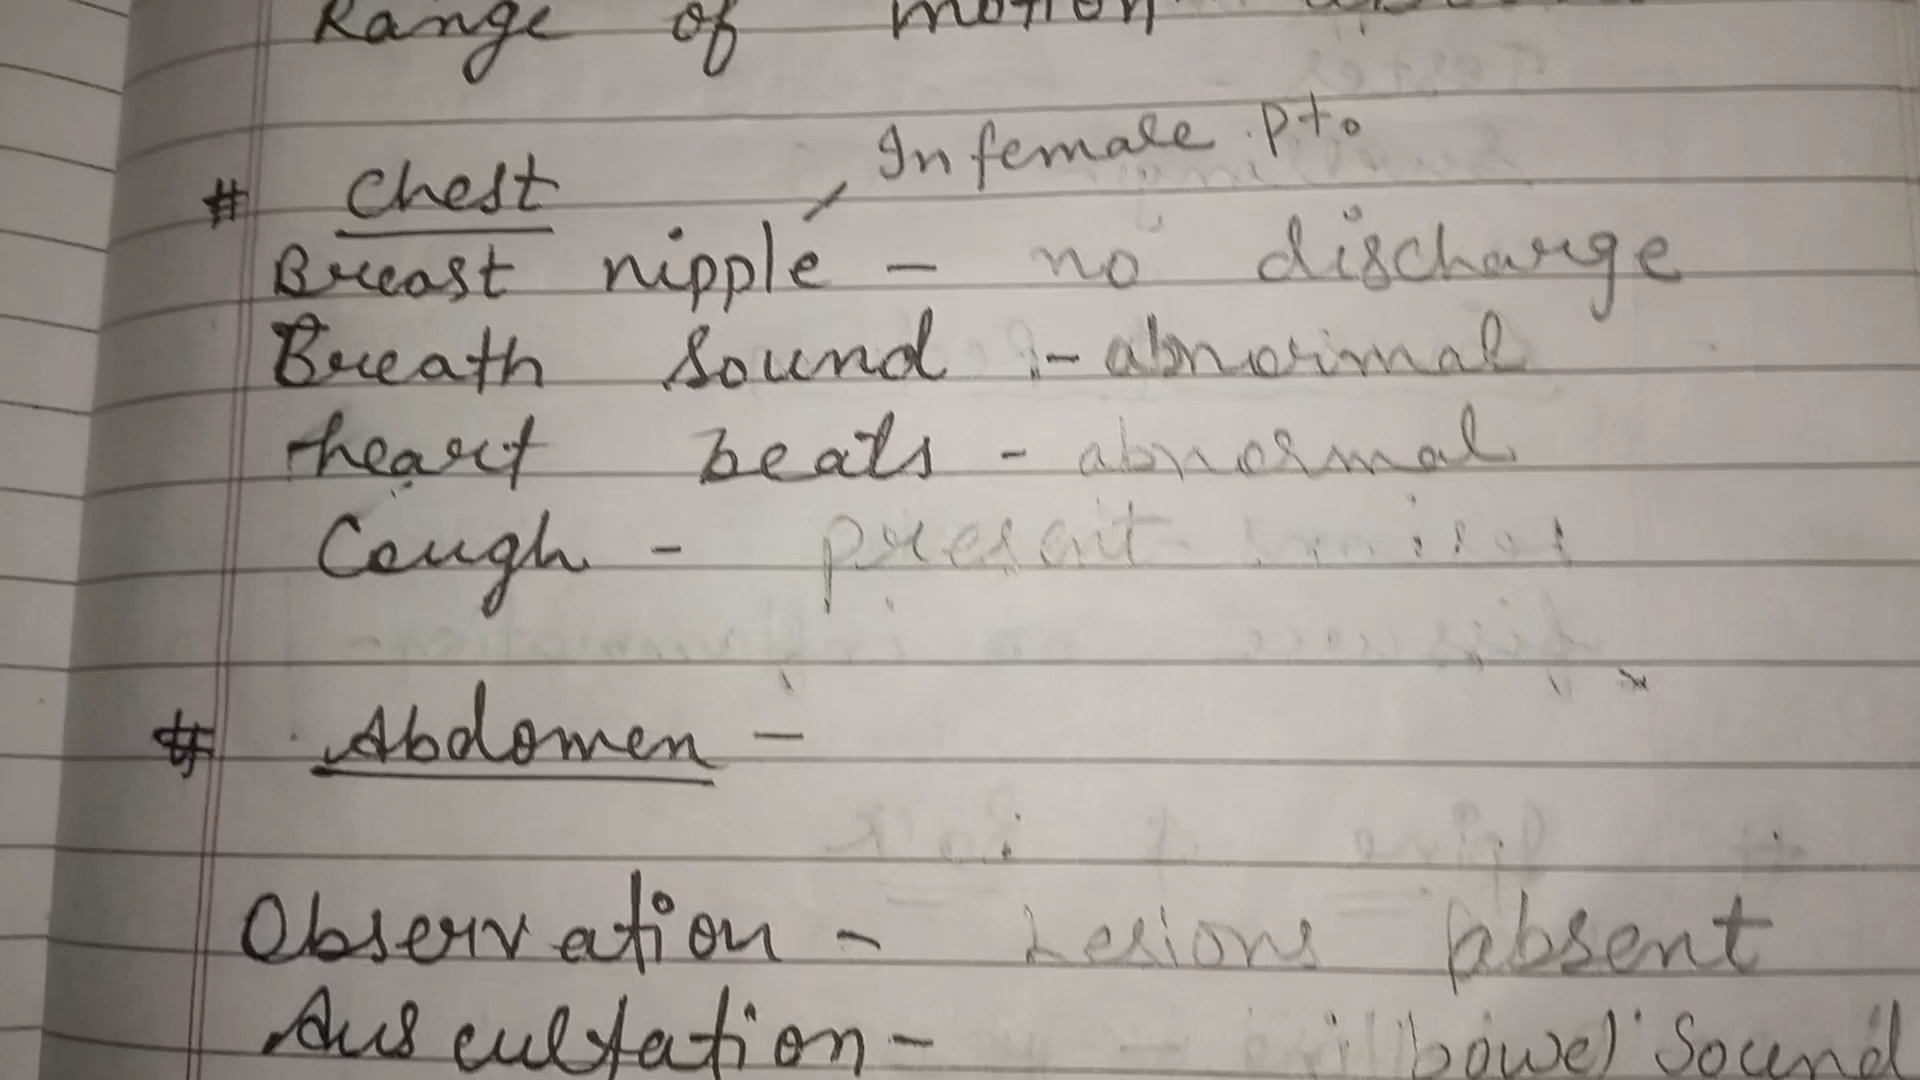 Range of motion
In female pt.
# Chest
Breast nipple - no discharge
Breath Sound :- abnormal
heart beats - abnormal
Cough - present
# Abdomen -
Observation - Lesions absent
Auscultation - bowel Sound